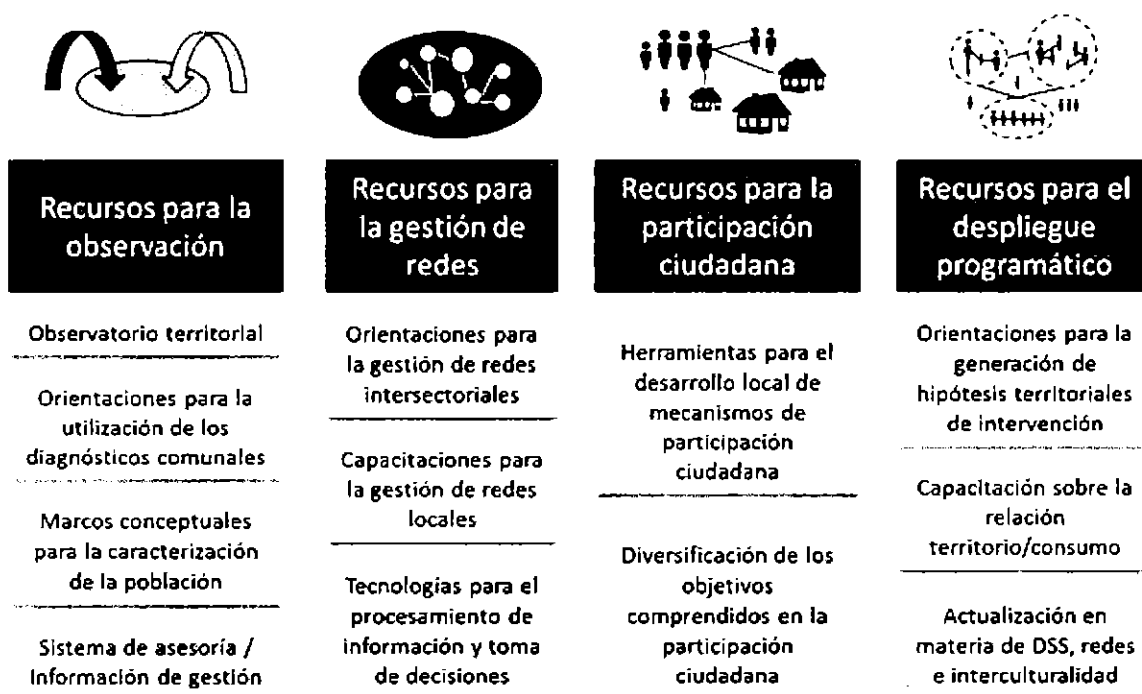 Recursos para la
observación
Observatorio territorial
Orientaciones para la
utilización de los
diagnósticos comunales
Marcos conceptuales
para la caracterización
de la población
Sistema de asesoría /
Información de gestión
Recursos para
la gestión de
redes
Orientaciones para
la gestión de redes
intersectoriales
Capacitaciones para
la gestión de redes
locales
Tecnologías para el
procesamiento de
información y toma
de decisiones
Recursos para la
participación
ciudadana
Herramientas para el
desarrollo local de
mecanismos de
participación
ciudadana
Diversificación de los
objetivos
comprendidos en la
participación
ciudadana
Recursos para el
despliegue
programático
Orientaciones para la
generación de
hipótesis territoriales
de intervención
Capacitación sobre la
relación
territorio/consumo
Actualización en
materia de DSS, redes
e interculturalidad